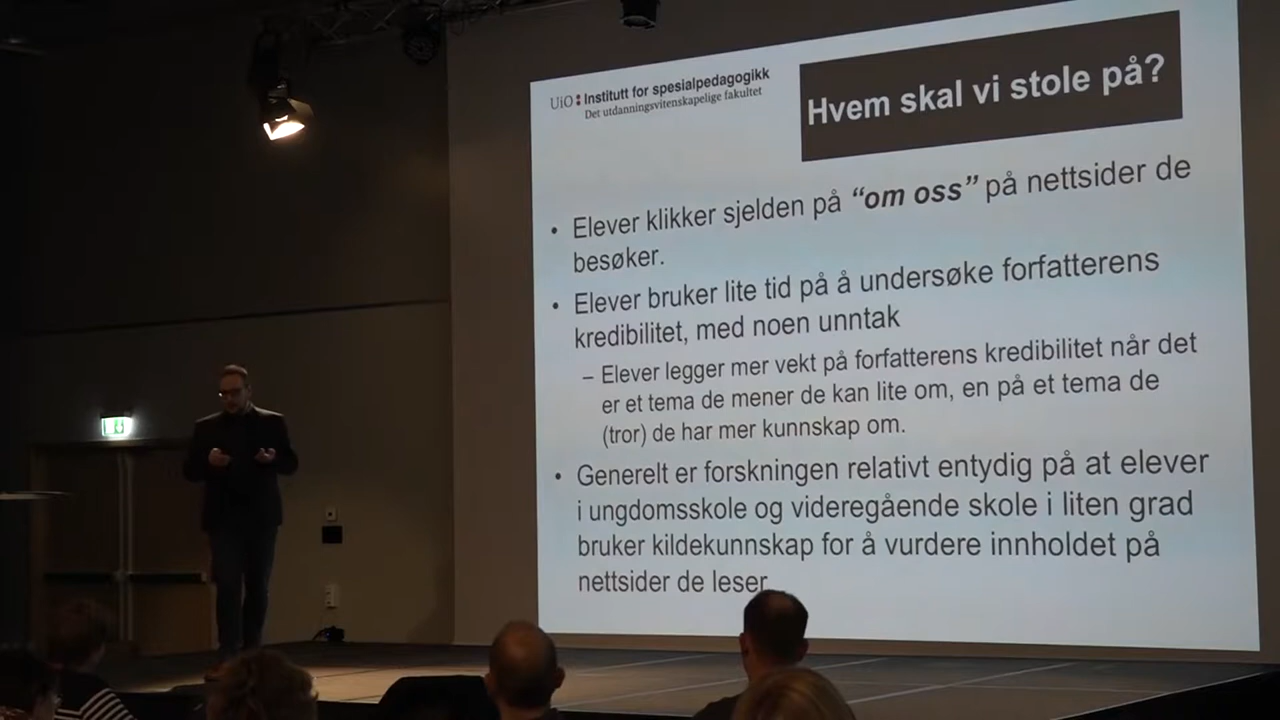 UiO Institutt for spesialpedagogikk
Det utdanningsvitenskapelige fakultet
Hvem skal vi stole på?
• Elever klikker sjelden på “om oss” på nettsider de
besøker.
• Elever bruker lite tid på å undersøke forfatterens
kredibilitet, med noen unntak
– Elever legger mer vekt på forfatterens kredibilitet når det
er et tema de mener de kan lite om, en på et tema de
(tror) de har mer kunnskap om.
• Generelt er forskningen relativt entydig på at elever
i ungdomsskole og videregående skole i liten grad
bruker kildekunnskap for å vurdere innholdet på
nettsider de leser